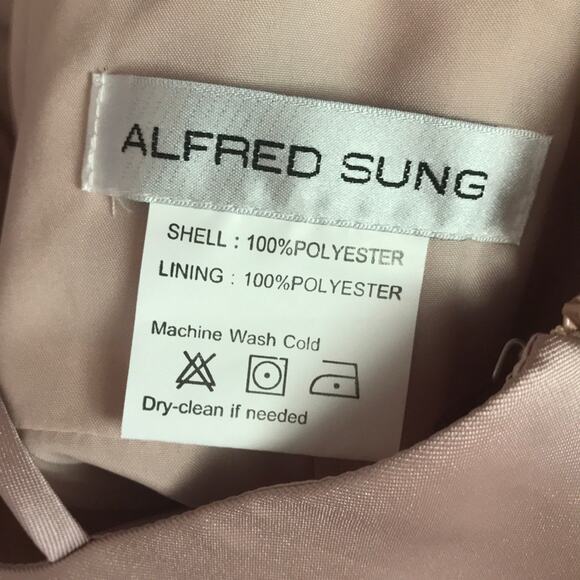 ALFRED SUNG
SHELL : 100%POLYESTER
LINING : 100%POLYESTER
Machine Wash Cold
Dry-clean if needed